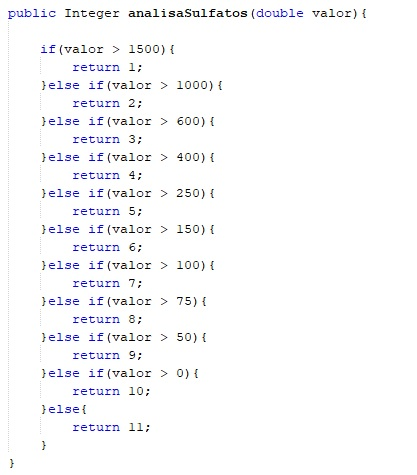 public Integer analisaSulfatos(double valor){
if(valor > 1500){
return 1;
}else if(valor > 1000){
return 2;
}else if(valor > 600){
return 3;
}else if(valor > 400){
return 4;
}else if(valor > 250){
return 5;
}else if(valor > 150){
return 6;
}else if(valor > 100){
return 7;
}else if(valor > 75){
return 8;
}else if(valor > 50){
return 9;
}else if(valor > 0){
return 10;
}else{
return 11;
}
}